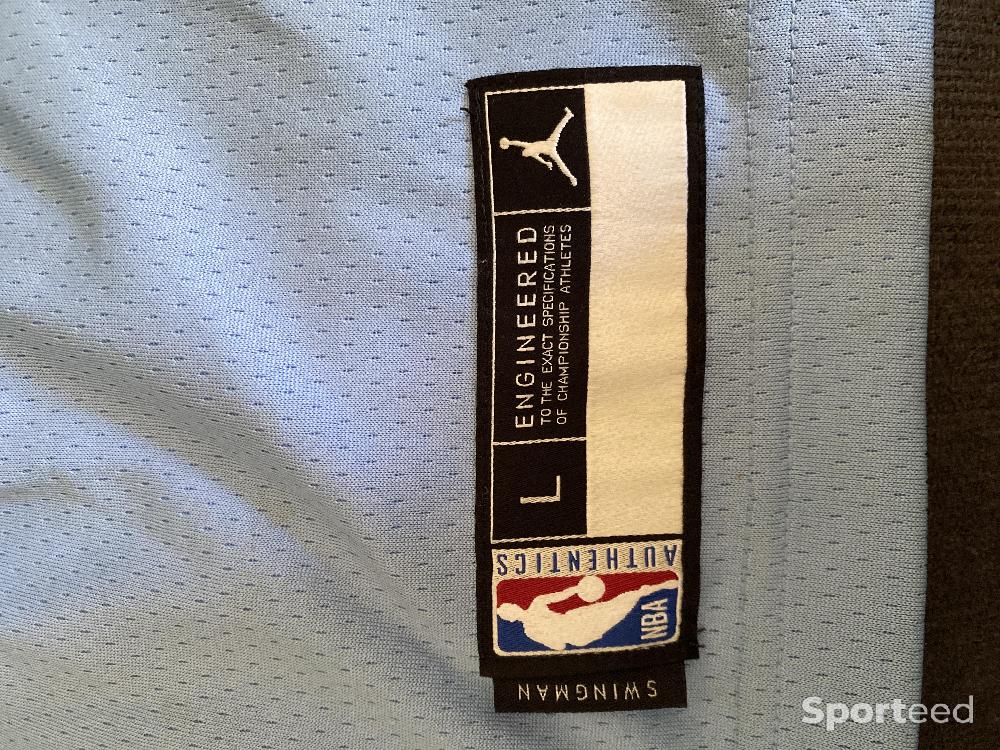 ENGINEERED
TO THE EXACT SPECIFICATIONS
OF CHAMPIONSHIP ATHLETES
L
AUTHENTICS
NBA
SWINGMAN
Sporteed